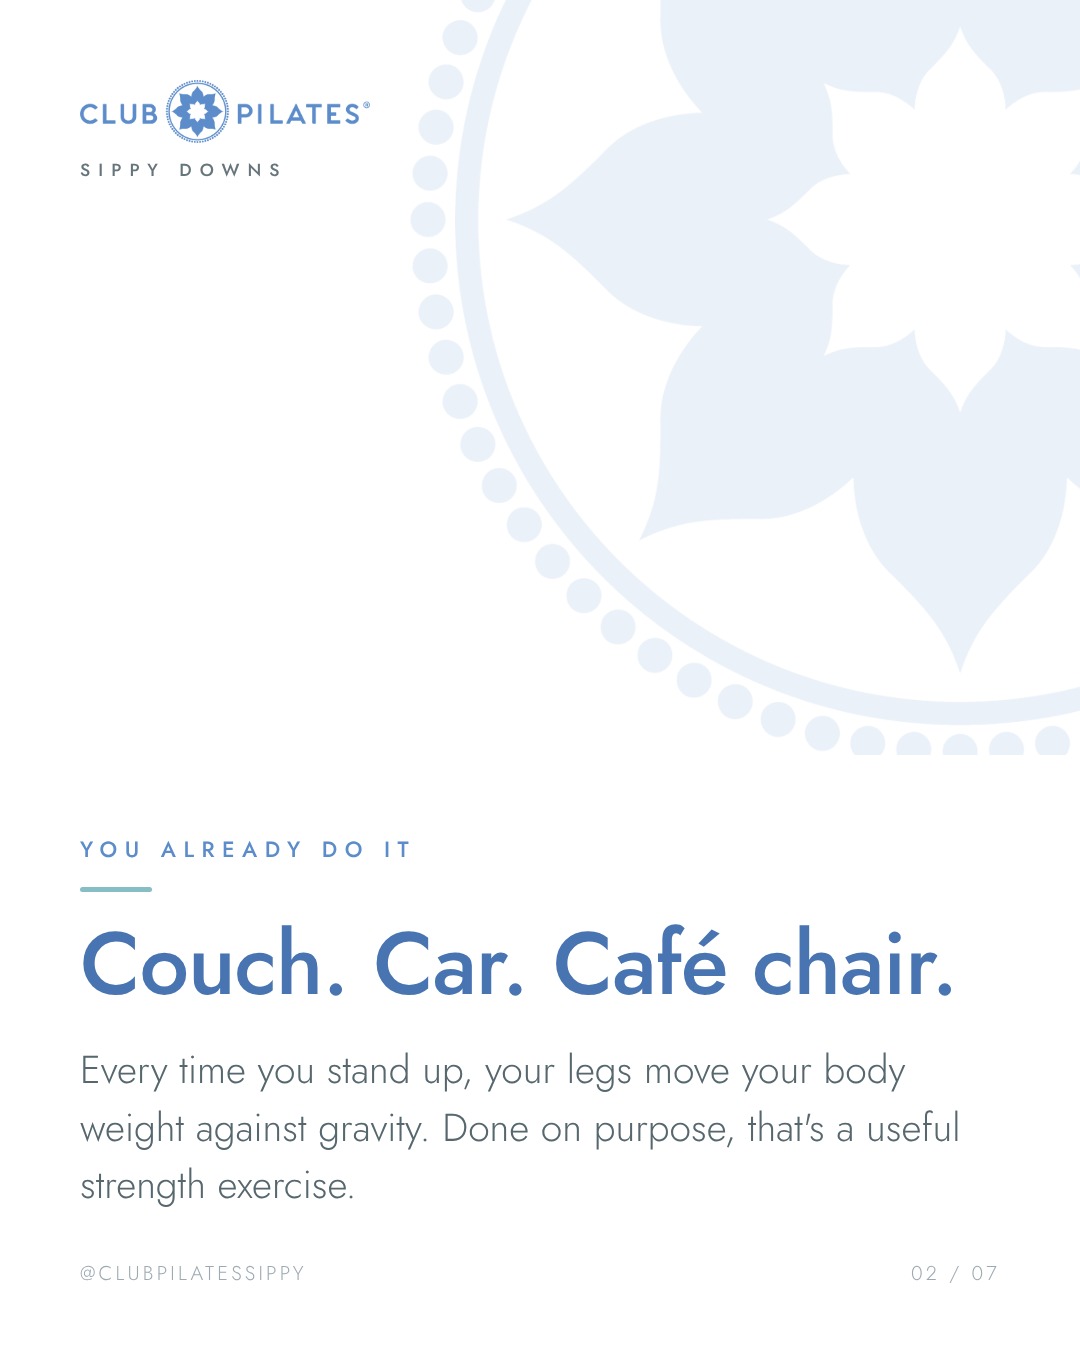 CLUB PILATES®
SIPPY DOWNS
YOU ALREADY DO IT
Couch. Car. Café chair.
Every time you stand up, your legs move your body
weight against gravity. Done on purpose, that's a useful
strength exercise.
@CLUBPILATESSIPPY
02 / 07